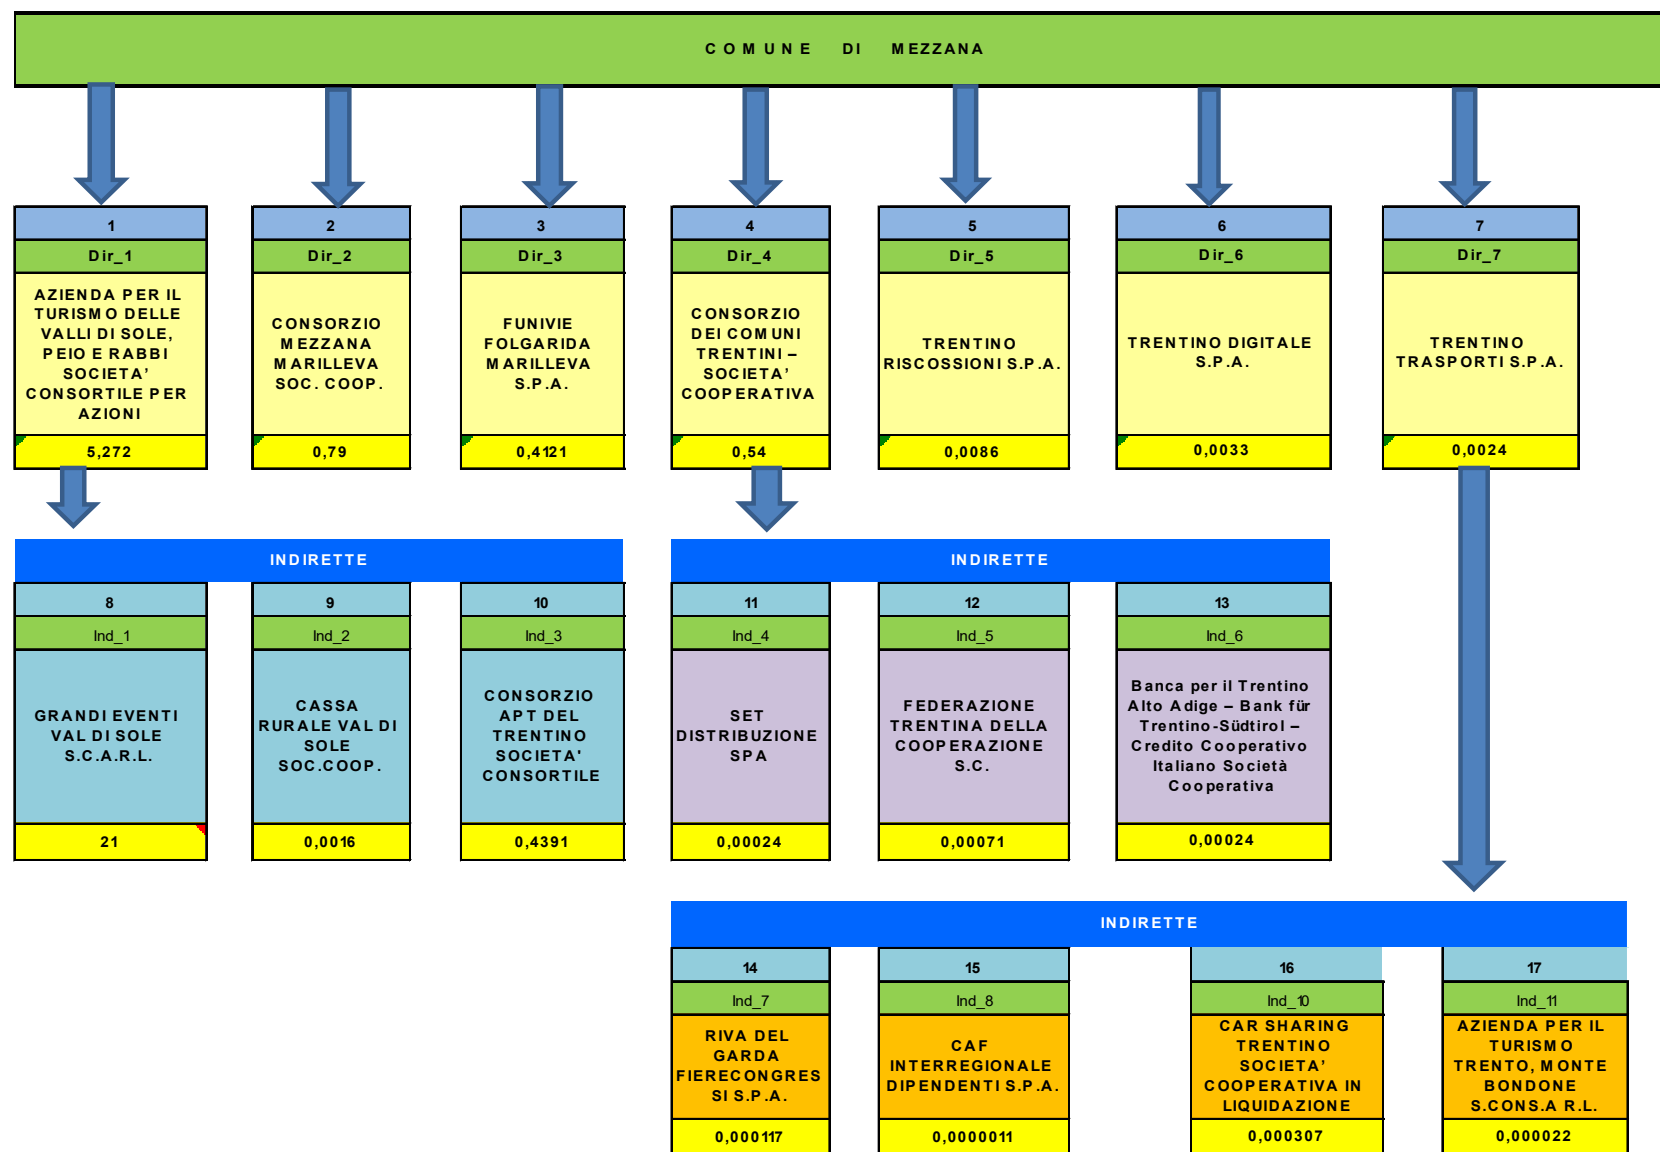 COMUNE DI MEZZANA
1
Dir_1
AZIENDA PER IL
TURISMO DELLE
VALLI DI SOLE,
PEIO E RABBI
SOCIETA’
CONSORTILE PER
AZIONI
5,272
2
Dir_2
CONSORZIO
MEZZANA
MARILLEVA
SOC. COOP.
0,79
3
Dir_3
FUNIVIE
FOLGARIDA
MARILLEVA
S.P.A.
0,4121
4
Dir_4
CONSORZIO
DEI COMUNI
TRENTINI –
SOCIETA’
COOPERATIVA
0,54
5
Dir_5
TRENTINO
RISCOSSIONI S.P.A.
0,0086
6
Dir_6
TRENTINO DIGITALE
S.P.A.
0,0033
7
Dir_7
TRENTINO
TRASPORTI S.P.A.
0,0024
INDIRETTE
8
Ind_1
GRANDI EVENTI
VAL DI SOLE
S.C.A.R.L.
21
9
Ind_2
CASSA
RURALE VAL DI
SOLE
SOC.COOP.
0,0016
10
Ind_3
CONSORZIO
APT DEL
TRENTINO
SOCIETA'
CONSORTILE
0,4391
INDIRETTE
11
Ind_4
SET
DISTRIBUZIONE
SPA
0,00024
12
Ind_5
FEDERAZIONE
TRENTINA DELLA
COOPERAZIONE
S.C.
0,00071
13
Ind_6
Banca per il Trentino
Alto Adige – Bank für
Trentino-Südtirol –
Credito Cooperativo
Italiano Società
Cooperativa
0,00024
INDIRETTE
14
Ind_7
RIVA DEL
GARDA
FIERECONGRES
SI S.P.A.
0,000117
15
Ind_8
CAF
INTERREGIONALE
DIPENDENTI S.P.A.
0,0000011
16
Ind_10
CAR SHARING
TRENTINO
SOCIETA’
COOPERATIVA IN
LIQUIDAZIONE
0,000307
17
Ind_11
AZIENDA PER IL
TURISMO
TRENTO, MONTE
BONDONE
S.CONS.A R.L.
0,000022